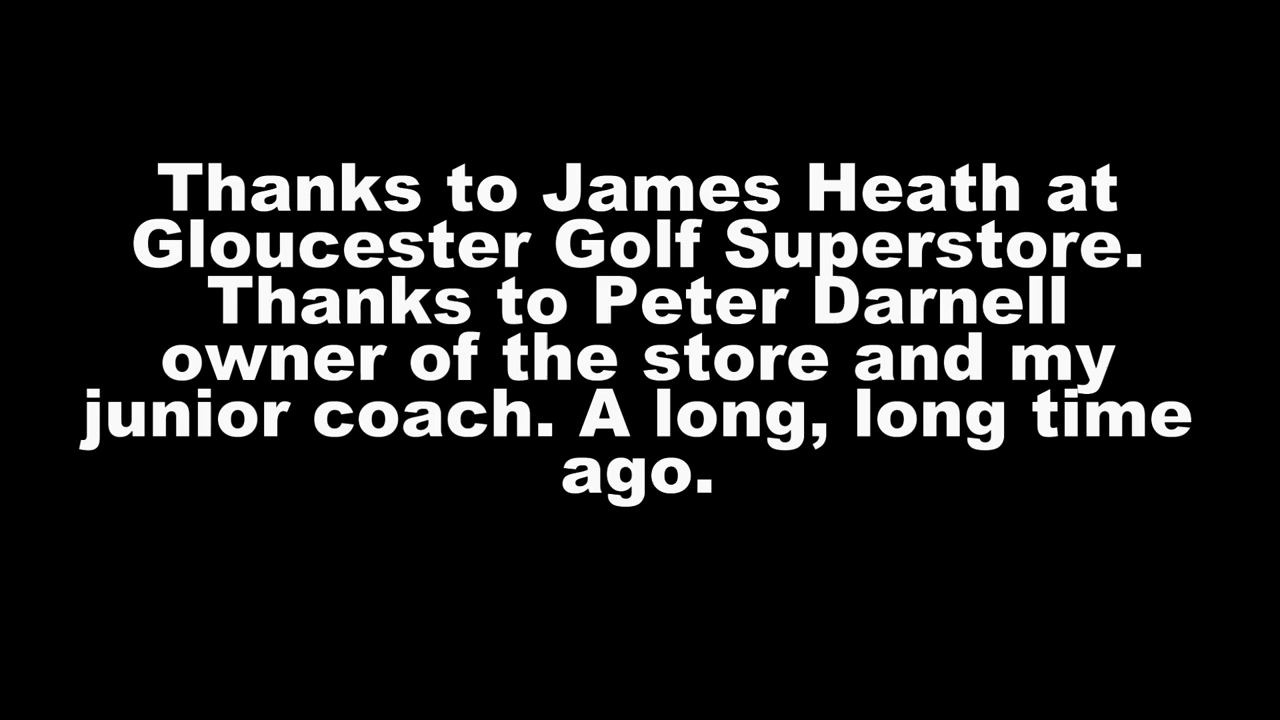 Thanks to James Heath at
Gloucester Golf Superstore.
Thanks to Peter Darnell
owner of the store and my
junior coach. A long, long time
ago.